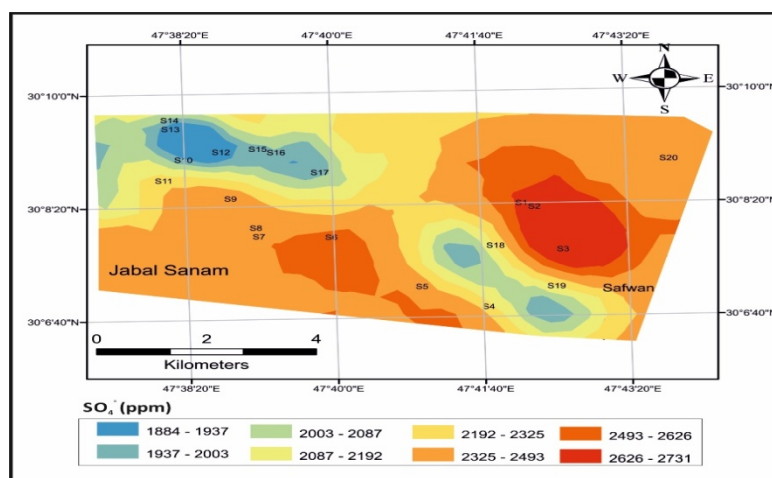 47°38'20"E 47°40'0"E 47°41'40"E 47°43'20"E
N
W E
S
30°10'0"N 30°10'0"N
S14
S13
S12 S15 S16
S10
S17
S20
S11
S9
S1
S2
30°8'20"N 30°8'20"N
S8
S7 S6
S18
S3
Jabal Sanam
S5
S19
Safwan
S4
30°6'40"N 30°6'40"N
0 2 4
Kilometers
47°38'20"E 47°40'0"E 47°41'40"E 47°43'20"E
SO4= (ppm)
1884 - 1937 2003 - 2087 2192 - 2325 2493 - 2626
1937 - 2003 2087 - 2192 2325 - 2493 2626 - 2731